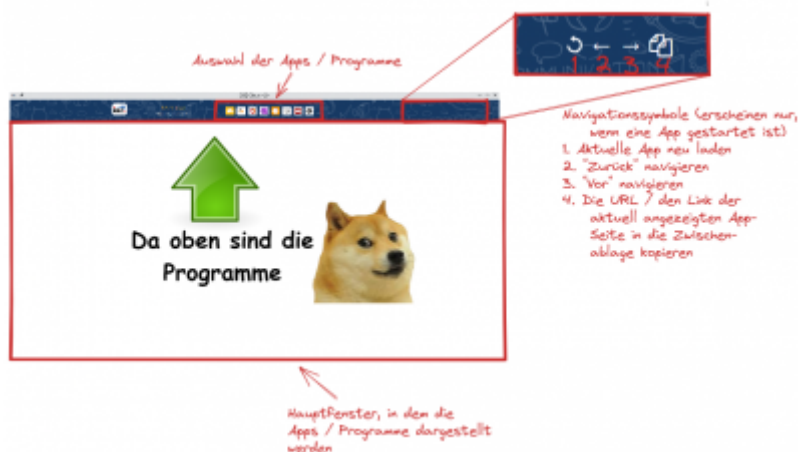 Auswahl der Apps / Programme
1 2 3 4
Navigationssymbole (erscheinen nur,
wenn eine App gestartet ist)
1. Aktuelle App neu laden
2. "Zurück" navigieren
3. "Vor" navigieren
4. Die URL / den Link der
aktuell angezeigten App-
Seite in die Zwischen-
ablage kopieren
Da oben sind die
Programme
Hauptfenster, in dem die
Apps / Programme dargestellt
werden